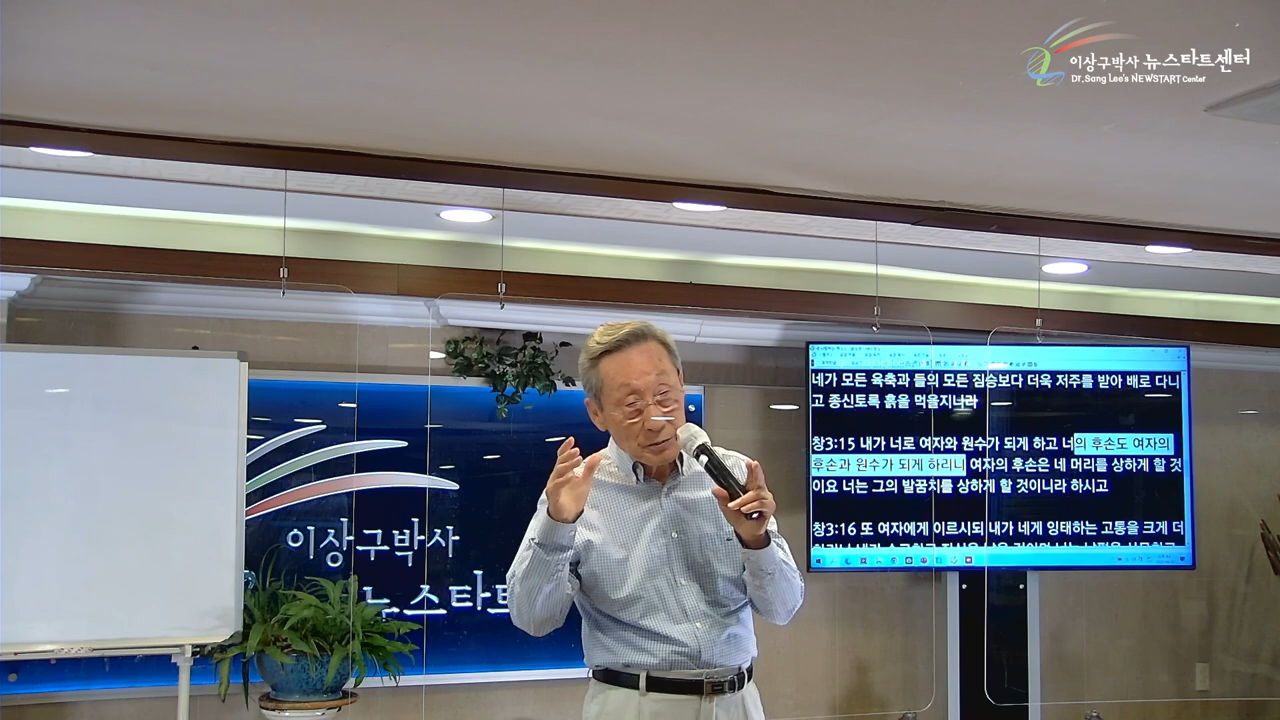 이상구박사 뉴스타트센터
Dr. Sang Lee's NEWSTART Center
이상구박사
뉴스타트
네가 모든 육축과 들의 모든 짐승보다 더욱 저주를 받아 배로 다니
고 종신토록 흙을 먹을지니라
창3:15 내가 너로 여자와 원수가 되게 하고 너의 후손도 여자의
후손과 원수가 되게 하리니 여자의 후손은 네 머리를 상하게 할 것
이요 너는 그의 발꿈치를 상하게 할 것이니라 하시고
창3:16 또 여자에게 이르시되 내가 네게 잉태하는 고통을 크게 더